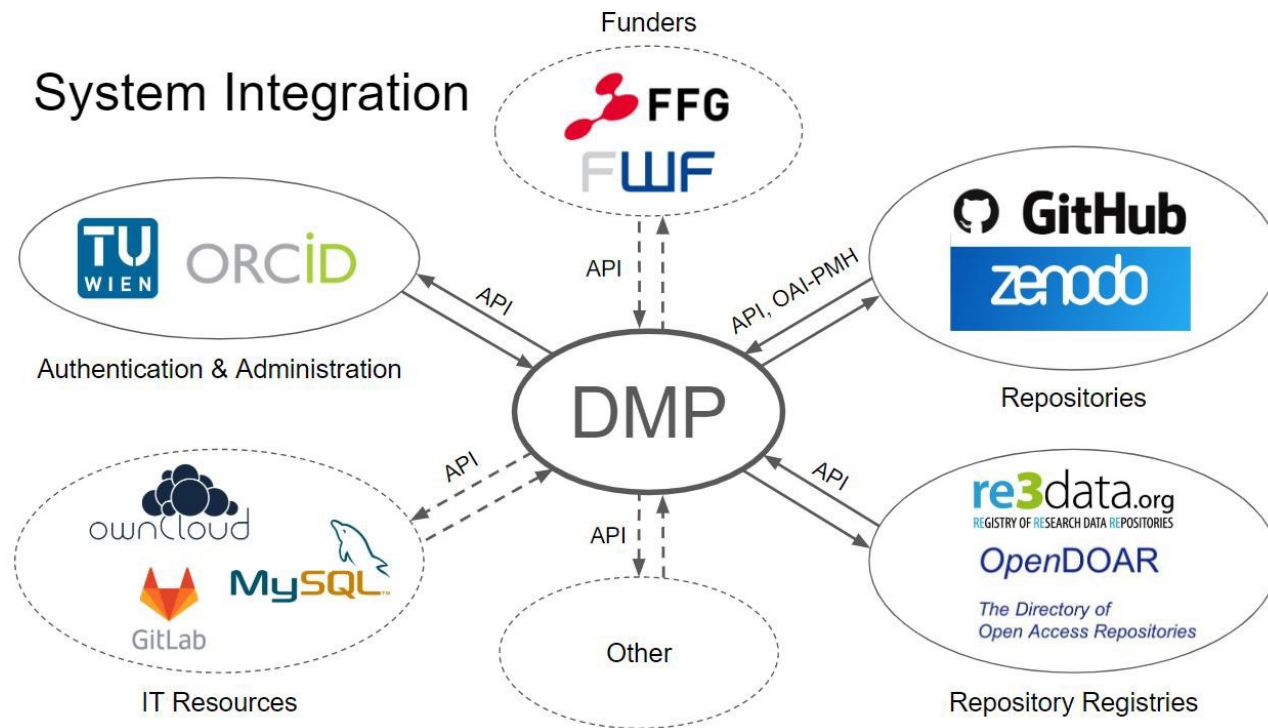 System Integration
Funders
FFG
FWF
TU
WIEN
ORCiD
API
Authentication & Administration
API
API, OAI-PMH
GitHub
zenodo
Repositories
DMP
ownCloud
GitLab
MySQL™
IT Resources
API
API
Other
API
re3data.org
REGISTRY OF RESEARCH DATA REPOSITORIES
OpenDOAR
The Directory of
Open Access Repositories
Repository Registries